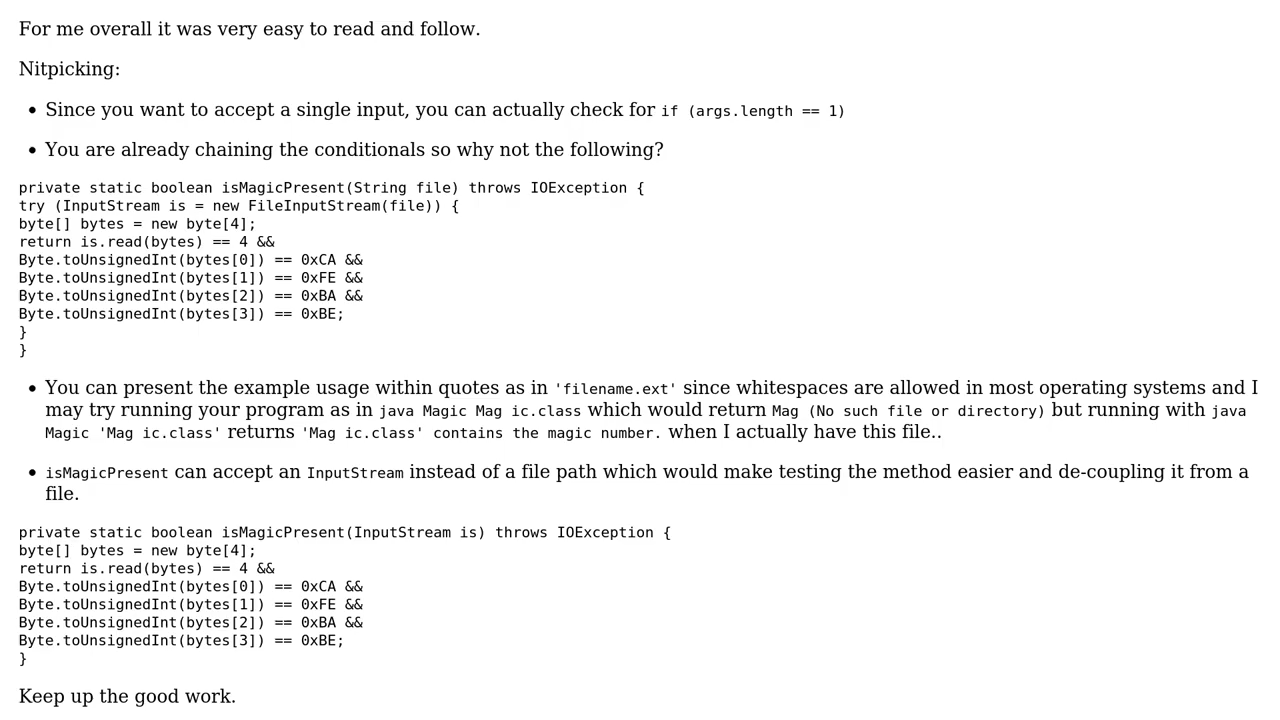 For me overall it was very easy to read and follow.
Nitpicking:
• Since you want to accept a single input, you can actually check for if (args.length == 1)
• You are already chaining the conditionals so why not the following?
private static boolean isMagicPresent(String file) throws IOException {
try (InputStream is = new FileInputStream(file)) {
byte[] bytes = new byte[4];
return is.read(bytes) == 4 &&
Byte.toUnsignedInt(bytes[0]) == 0xCA &&
Byte.toUnsignedInt(bytes[1]) == 0xFE &&
Byte.toUnsignedInt(bytes[2]) == 0xBA &&
Byte.toUnsignedInt(bytes[3]) == 0xBE;
}
}
• You can present the example usage within quotes as in 'filename.ext' since whitespaces are allowed in most operating systems and I
may try running your program as in java Magic Mag ic.class which would return Mag (No such file or directory) but running with java
Magic 'Mag ic.class' returns 'Mag ic.class' contains the magic number. when I actually have this file..
• isMagicPresent can accept an InputStream instead of a file path which would make testing the method easier and de-coupling it from a
file.
private static boolean isMagicPresent(InputStream is) throws IOException {
byte[] bytes = new byte[4];
return is.read(bytes) == 4 &&
Byte.toUnsignedInt(bytes[0]) == 0xCA &&
Byte.toUnsignedInt(bytes[1]) == 0xFE &&
Byte.toUnsignedInt(bytes[2]) == 0xBA &&
Byte.toUnsignedInt(bytes[3]) == 0xBE;
}
Keep up the good work.